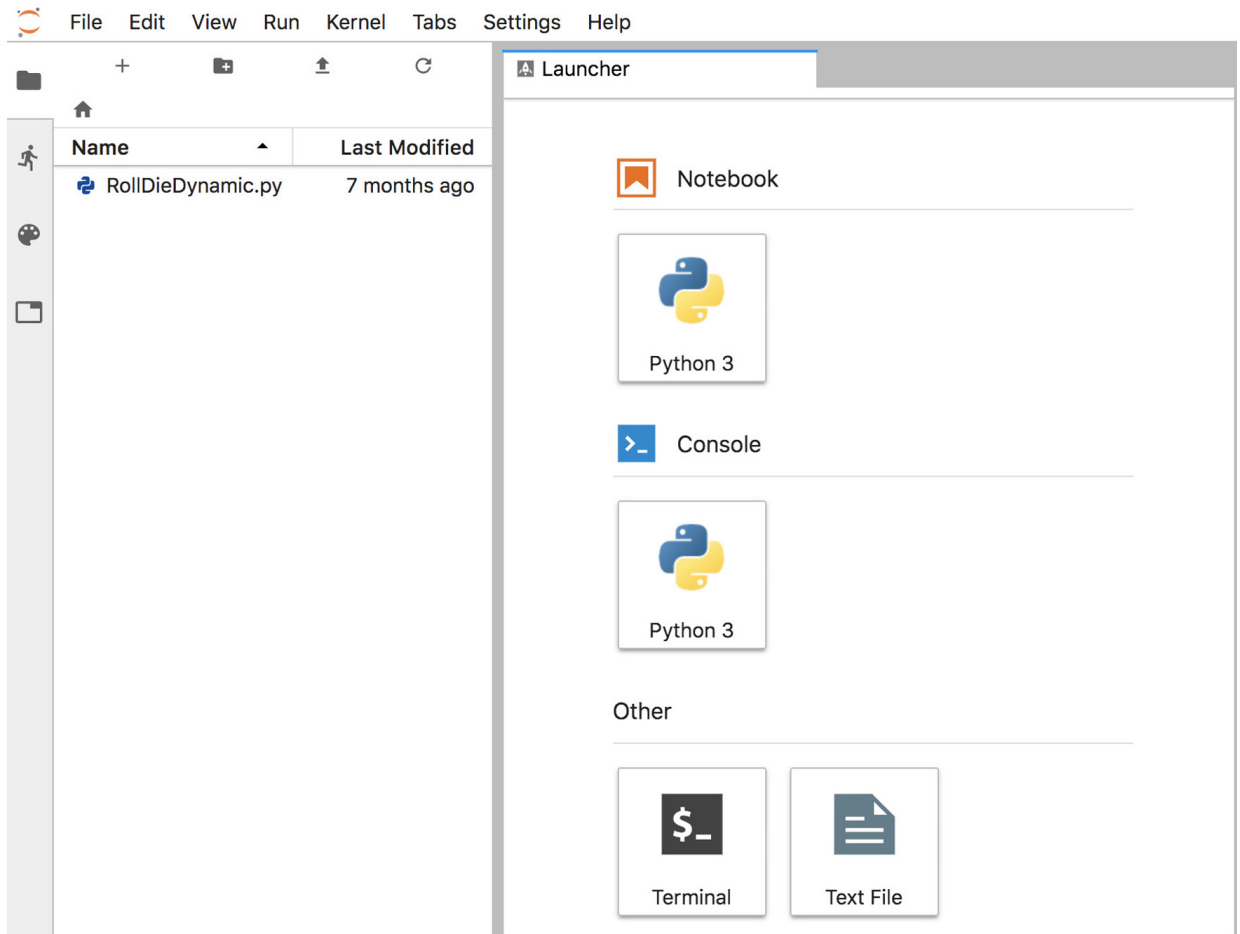 File Edit View Run Kernel Tabs Settings Help
Launcher
Name Last Modified
RollDieDynamic.py 7 months ago
Notebook
Python 3
Console
Python 3
Other
$_
Terminal Text File